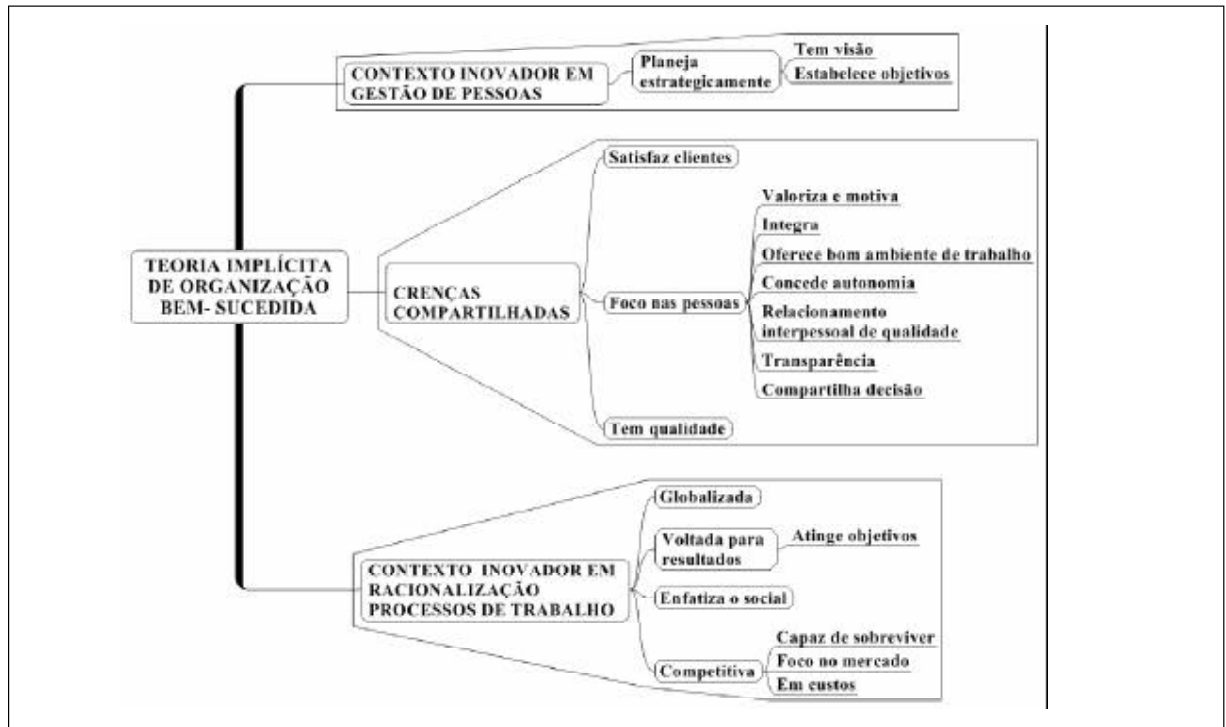 TEORIA IMPLÍCITA
DE ORGANIZAÇÃO
BEM- SUCEDIDA
CONTEXTO INOVADOR EM
GESTÃO DE PESSOAS
Planeja
estrategicamente
Tem visão
Estabelece objetivos
CRENÇAS
COMPARTILHADAS
Satisfaz clientes
Foco nas pessoas
Valoriza e motiva
Integra
Oferece bom ambiente de trabalho
Concede autonomia
Relacionamento
interpessoal de qualidade
Transparência
Compartilha decisão
Tem qualidade
CONTEXTO INOVADOR EM
RACIONALIZAÇÃO
PROCESSOS DE TRABALHO
Globalizada
Voltada para
resultados
Atinge objetivos
Enfatiza o social
Competitiva
Capaz de sobreviver
Foco no mercado
Em custos